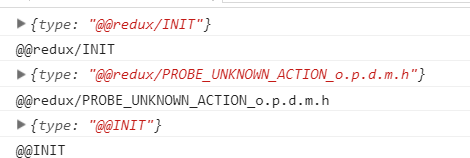 ▶ {type: "@@redux/INIT"}
@@redux/INIT
▶ {type: "@@redux/PROBE_UNKNOWN_ACTION_o.p.d.m.h"}
@@redux/PROBE_UNKNOWN_ACTION_o.p.d.m.h
▶ {type: "@@INIT"}
@@INIT